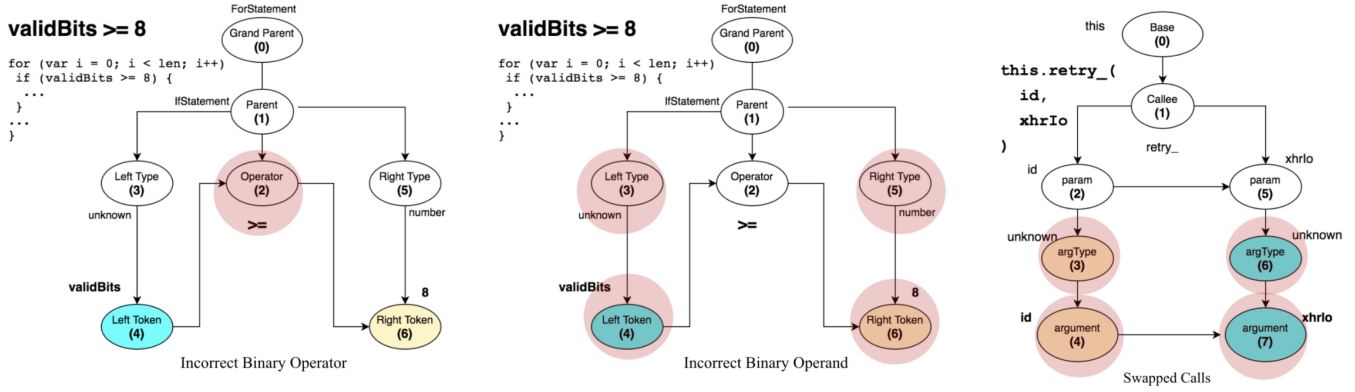 validBits >= 8
for (var i = 0; i < len; i++)
if (validBits >= 8) {
...
}
...
}
ForStatement
Grand Parent
(0)
IfStatement
Parent
(1)
Left Type
(3)
unknown
Operator
(2)
>=
Right Type
(5)
number
validBits
Left Token
(4)
8
Right Token
(6)
Incorrect Binary Operator
validBits >= 8
for (var i = 0; i < len; i++)
if (validBits >= 8) {
...
}
...
}
ForStatement
Grand Parent
(0)
IfStatement
Parent
(1)
Left Type
(3)
unknown
Operator
(2)
>=
Right Type
(5)
number
validBits
Left Token
(4)
8
Right Token
(6)
Incorrect Binary Operand
this
Base
(0)
this.retry_(
id,
xhrIo
)
Callee
(1)
retry_
id
param
(2)
xhrIo
param
(5)
unknown
argType
(3)
unknown
argType
(6)
id
argument
(4)
xhrIo
argument
(7)
Swapped Calls